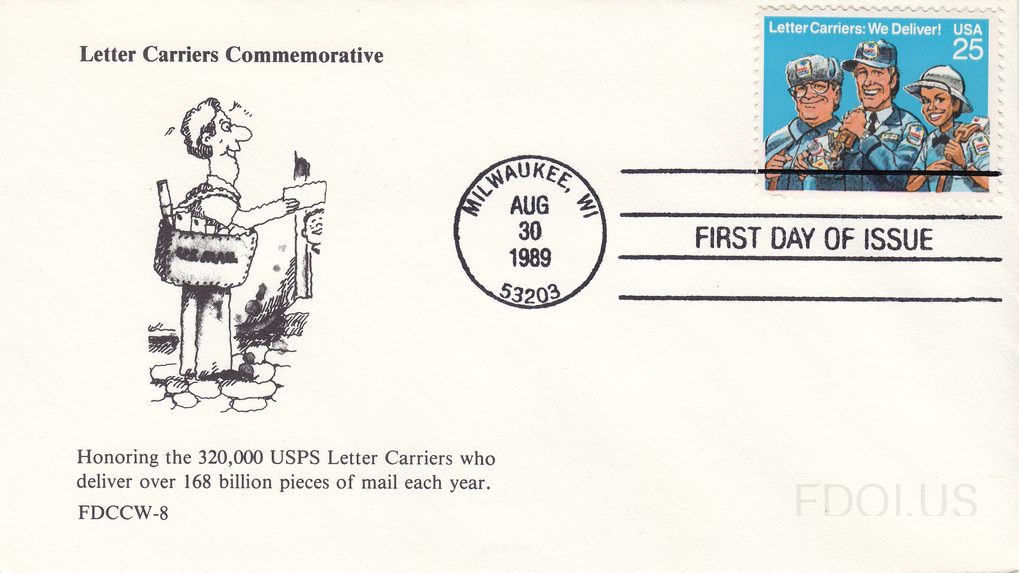 Letter Carriers Commemorative
Letter Carriers: We Deliver! USA
25
MILWAUKEE, WI
AUG
30
1989
53203
FIRST DAY OF ISSUE
U.S. MAIL
Honoring the 320,000 USPS Letter Carriers who
deliver over 168 billion pieces of mail each year.
FDCCW-8
FDOI.US